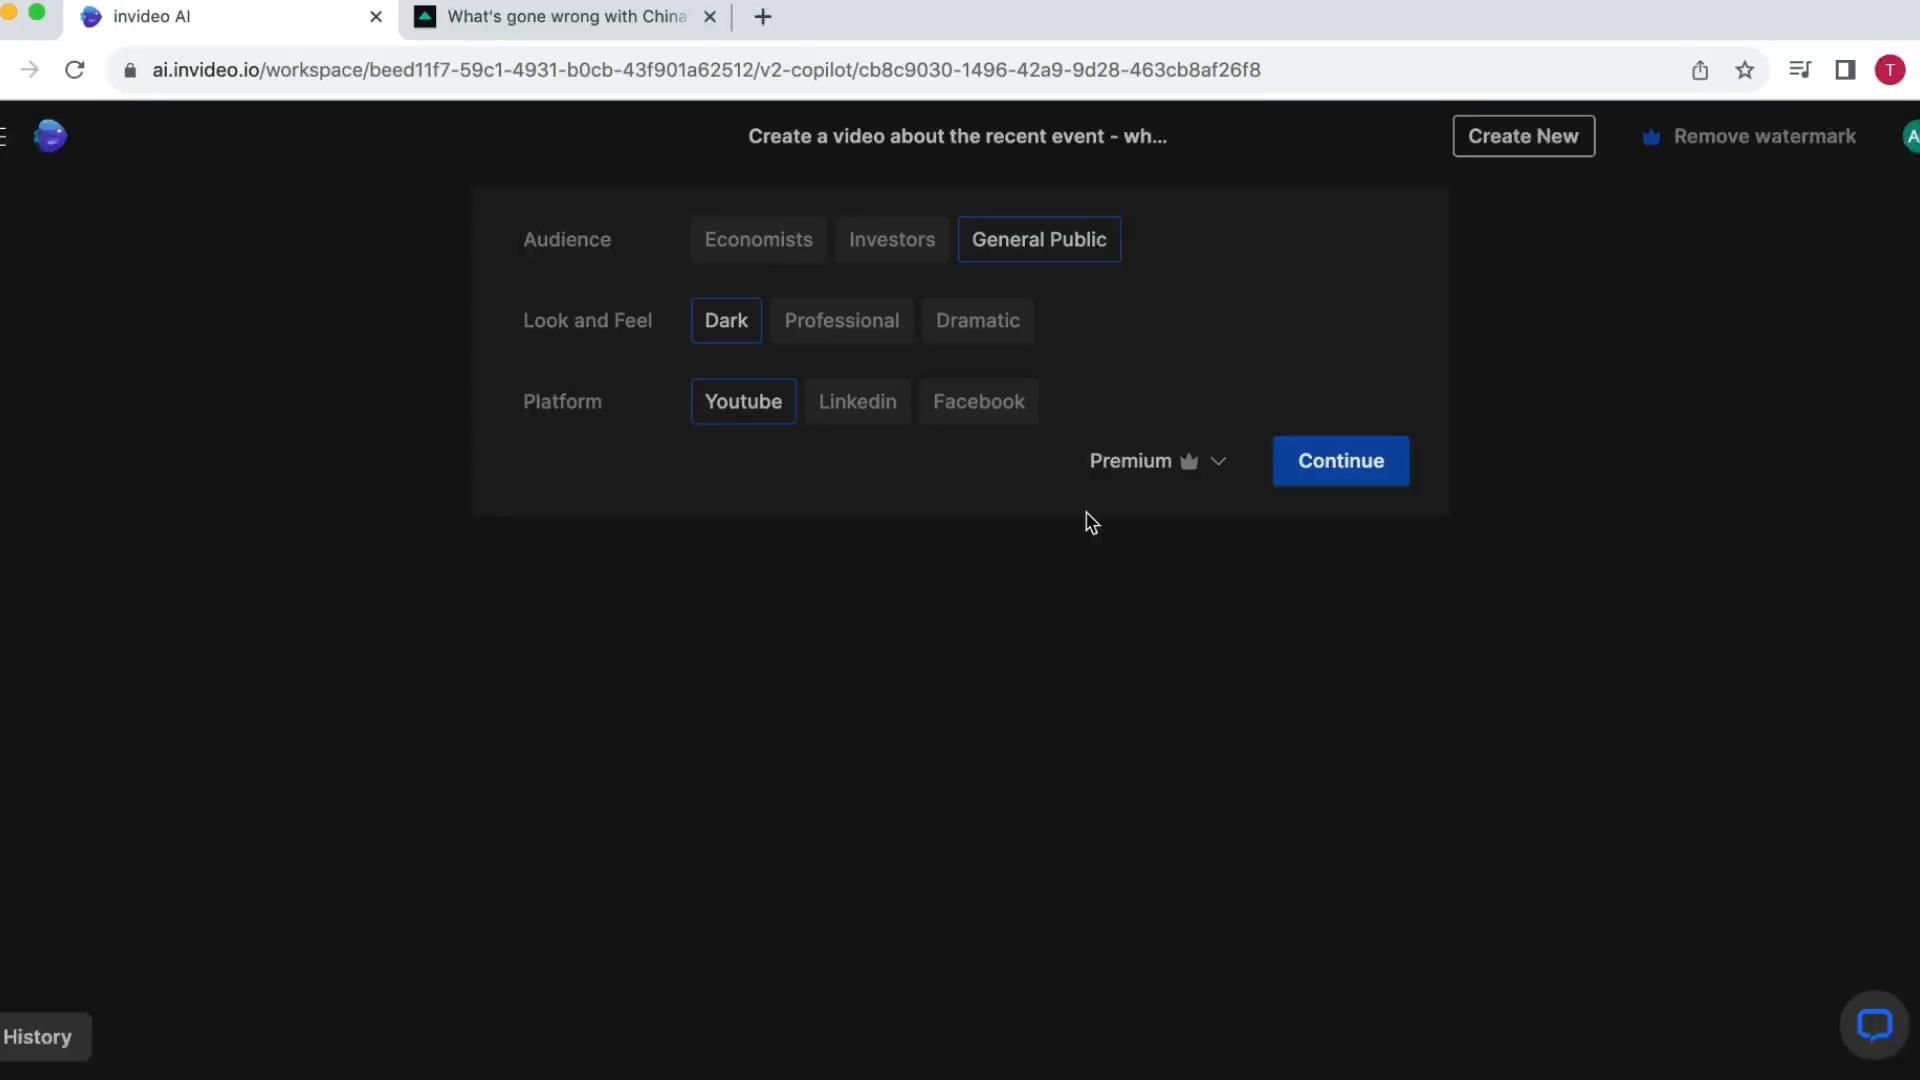 invideo AI
What's gone wrong with China
ai.invideo.io/workspace/beed11f7-59c1-4931-b0cb-43f901a62512/v2-copilot/cb8c9030-1496-42a9-9d28-463cb8af26f8
T
Create a video about the recent event - wh...
Create New
Remove watermark
A
Audience
Economists
Investors
General Public
Look and Feel
Dark
Professional
Dramatic
Platform
Youtube
Linkedin
Facebook
Premium
Continue
History